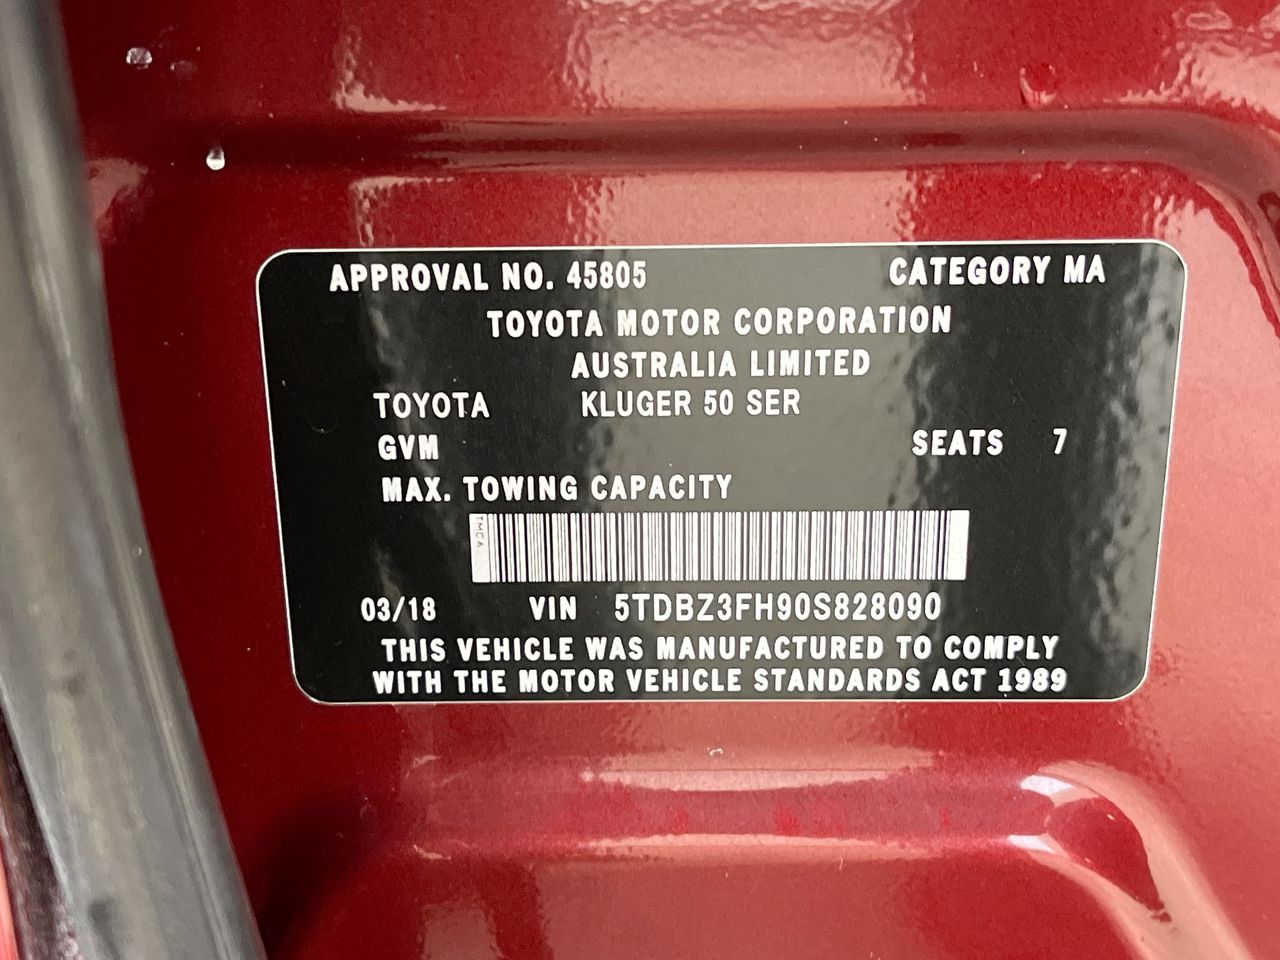 APPROVAL NO. 45805 CATEGORY MA
TOYOTA MOTOR CORPORATION
AUSTRALIA LIMITED
TOYOTA KLUGER 50 SER
GVM SEATS 7
MAX. TOWING CAPACITY
TMCA
03/18 VIN 5TDBZ3FH90S828090
THIS VEHICLE WAS MANUFACTURED TO COMPLY
WITH THE MOTOR VEHICLE STANDARDS ACT 1989